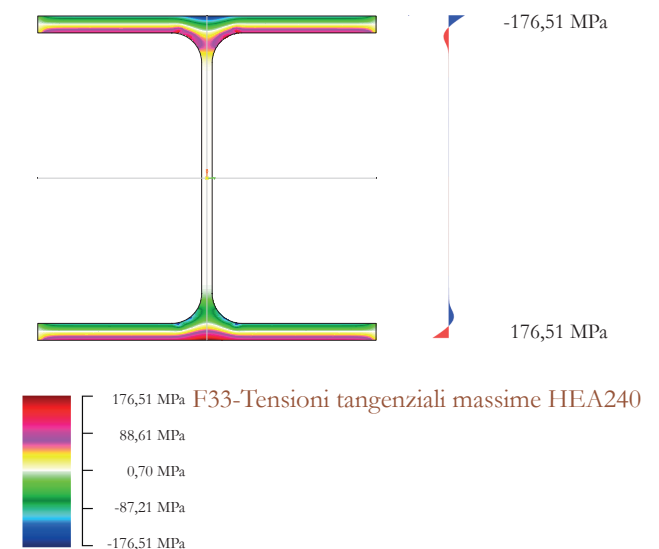 -176,51 MPa
176,51 MPa
176,51 MPa
F33-Tensioni tangenziali massime HEA240
88,61 MPa
0,70 MPa
-87,21 MPa
-176,51 MPa